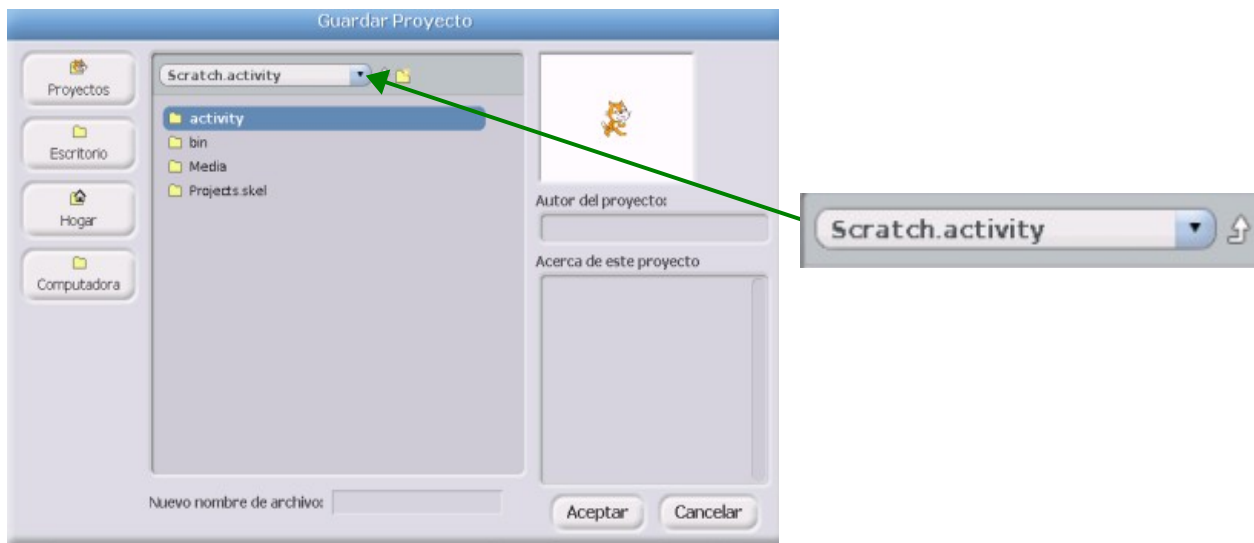 Guardar Proyecto
Proyectos
Escritorio
Hogar
Computadora
Scratch.activity
activity
bin
Media
Projects.skel
Nuevo nombre de archivo:
Autor del proyecto:
Acerca de este proyecto
Aceptar
Cancelar
Scratch.activity